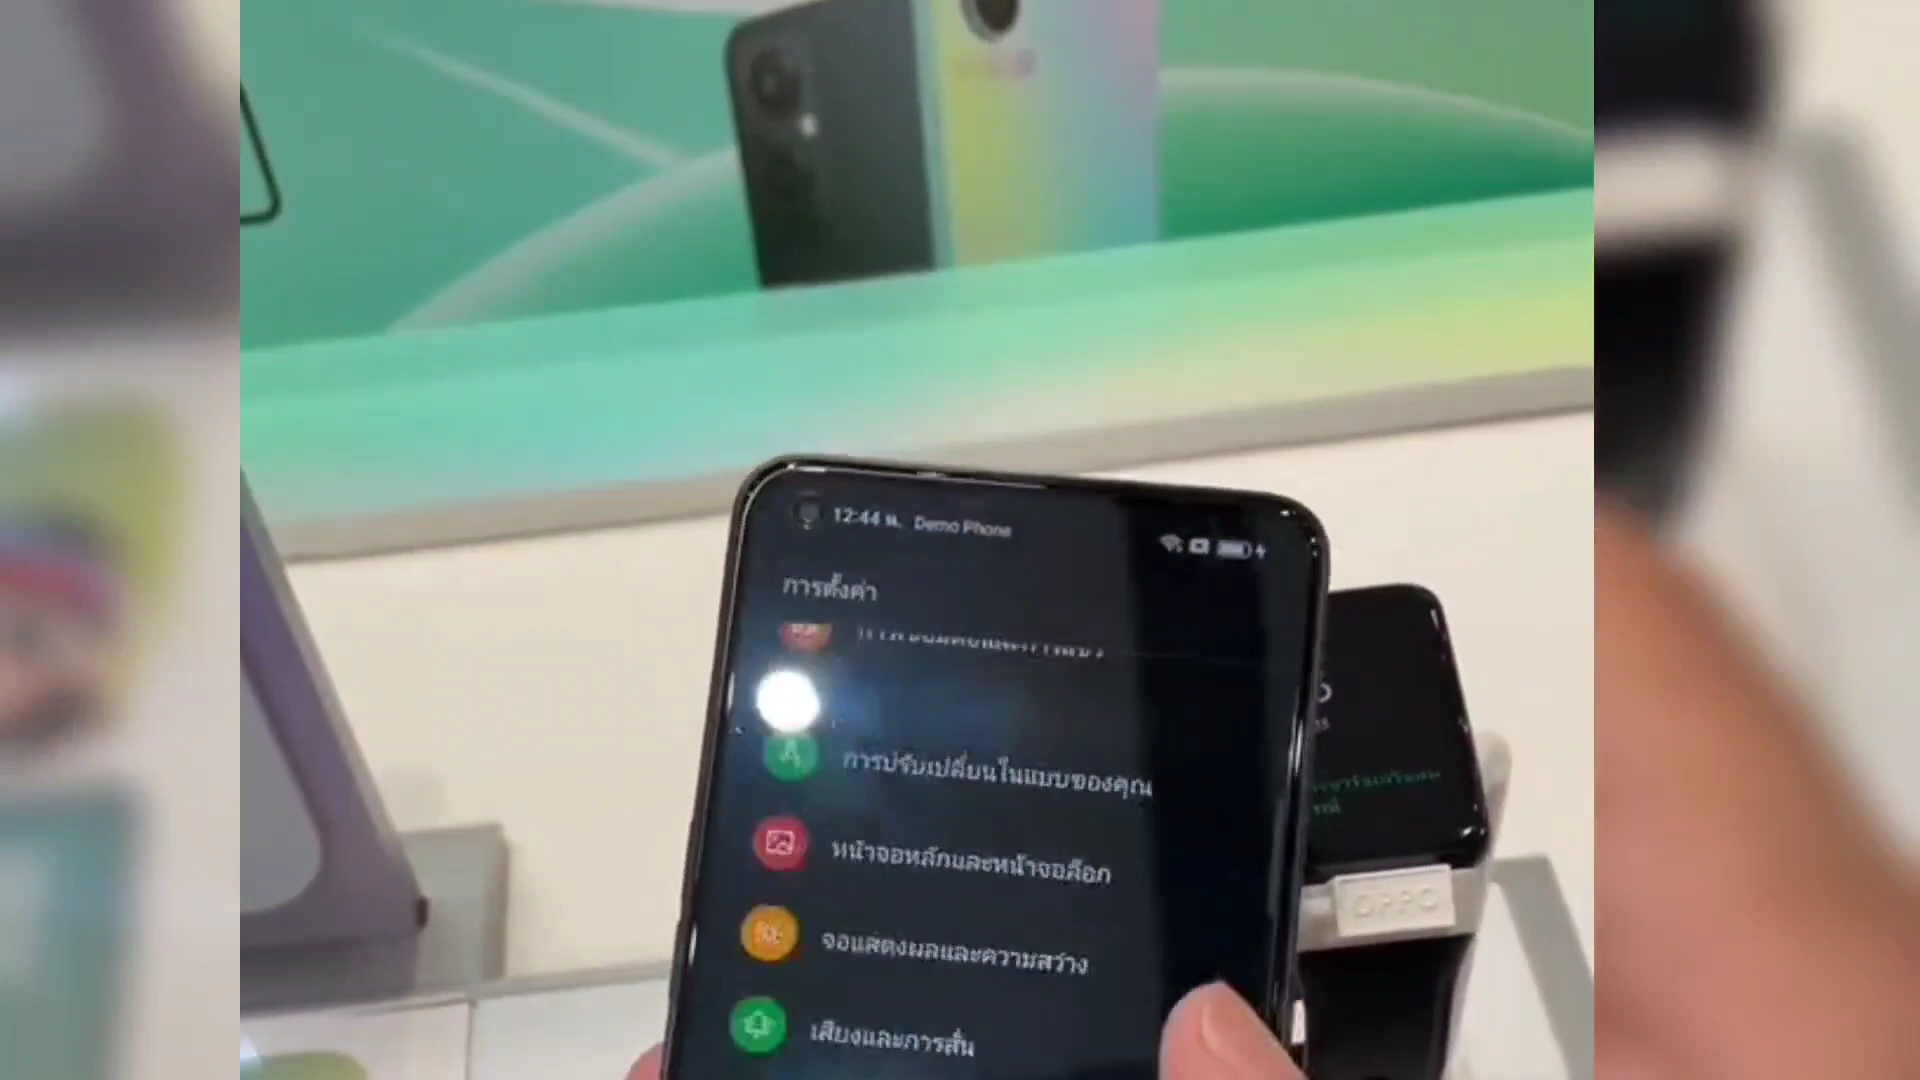 12:44 น. Demo Phone
การตั้งค่า
การปรับเปลี่ยนในแบบของคุณ
หน้าจอหลักและหน้าจอล็อก
จอแสดงผลและความสว่าง
เสียงและการสั่น
OPPO